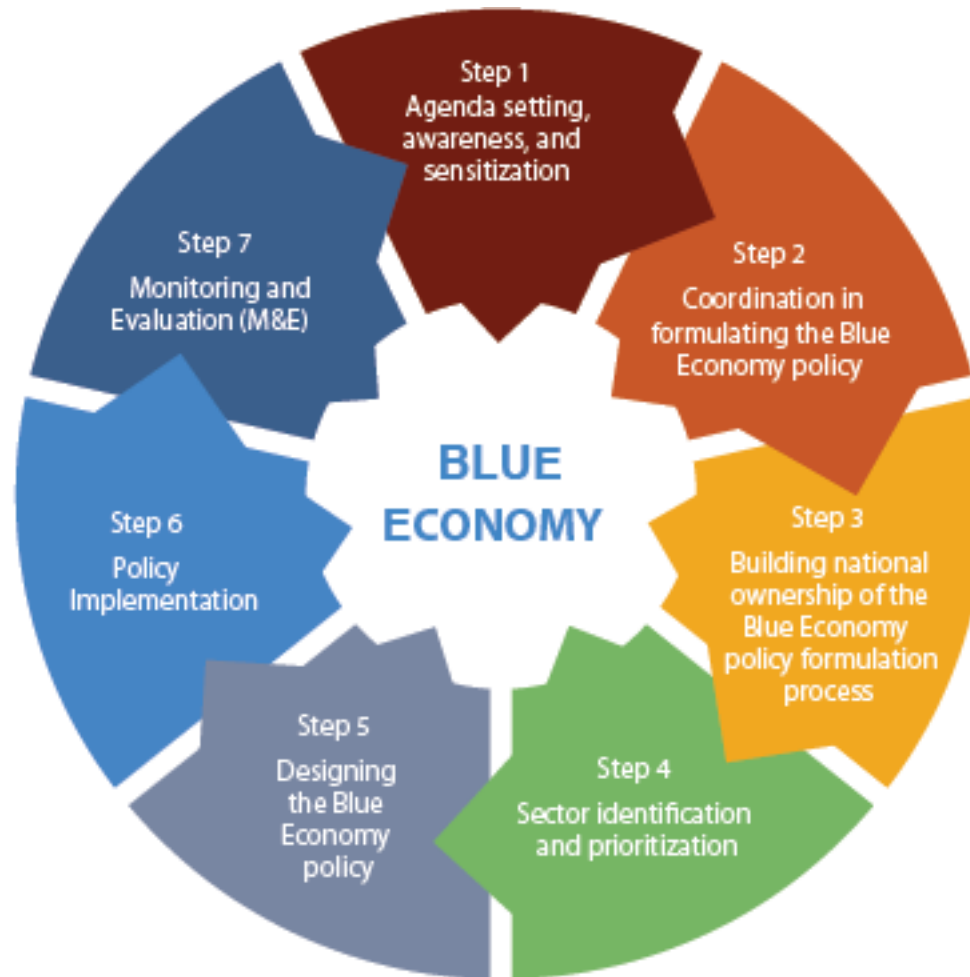 Step 1
Agenda setting,
awareness, and
sensitization
Step 2
Coordination in
formulating the Blue
Economy policy
Step 3
Building national
ownership of the
Blue Economy
policy formulation
process
Step 4
Sector identification
and prioritization
Step 5
Designing
the Blue
Economy
policy
Step 6
Policy
Implementation
Step 7
Monitoring and
Evaluation (M&E)
BLUE
ECONOMY